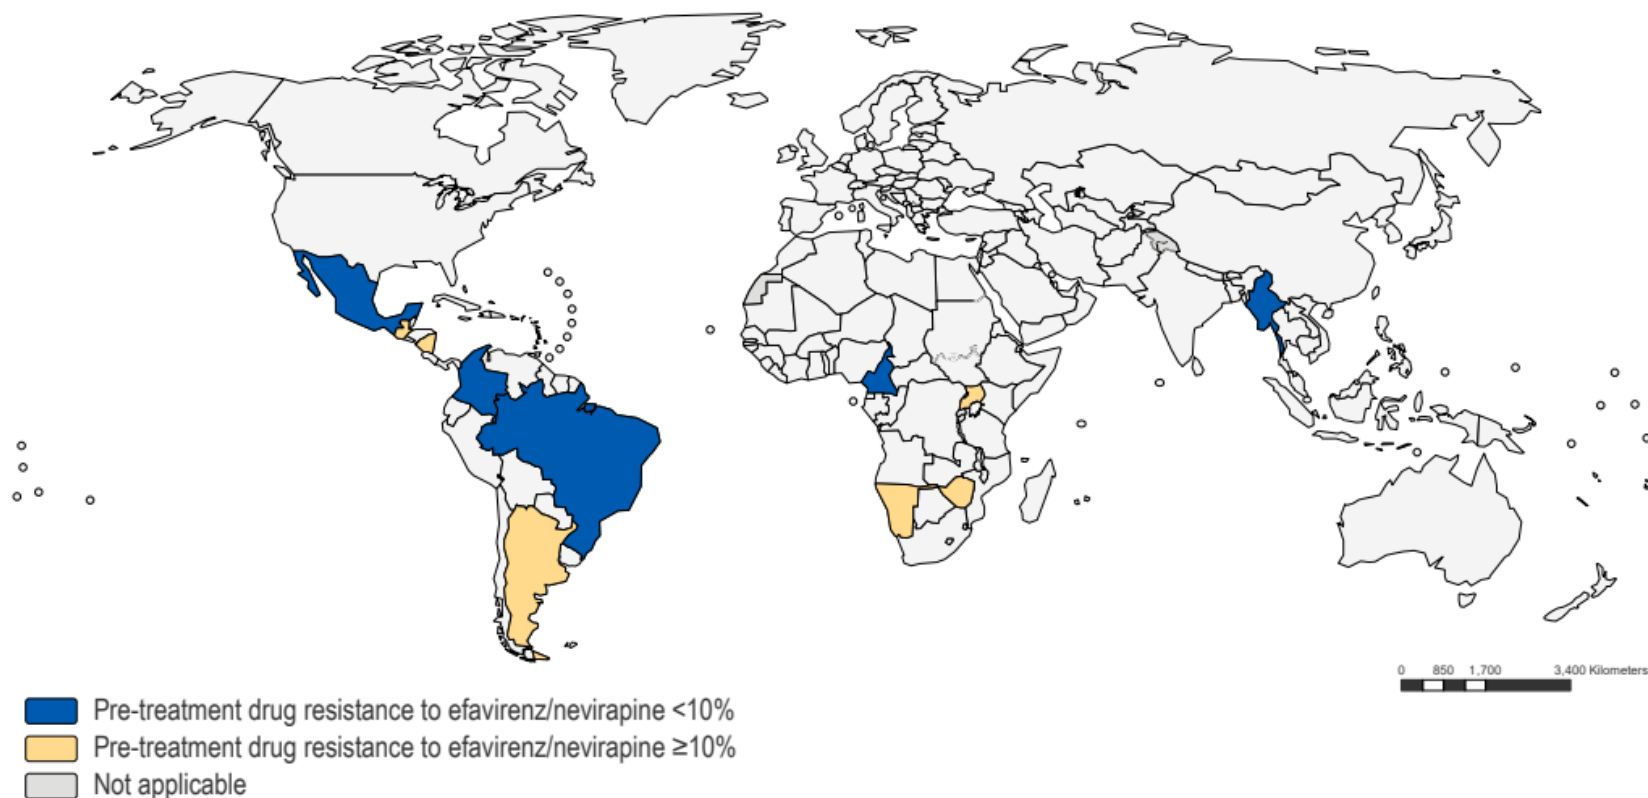 0 850 1,700 3,400 Kilometers
Pre-treatment drug resistance to efavirenz/nevirapine <10%
Pre-treatment drug resistance to efavirenz/nevirapine ≥10%
Not applicable